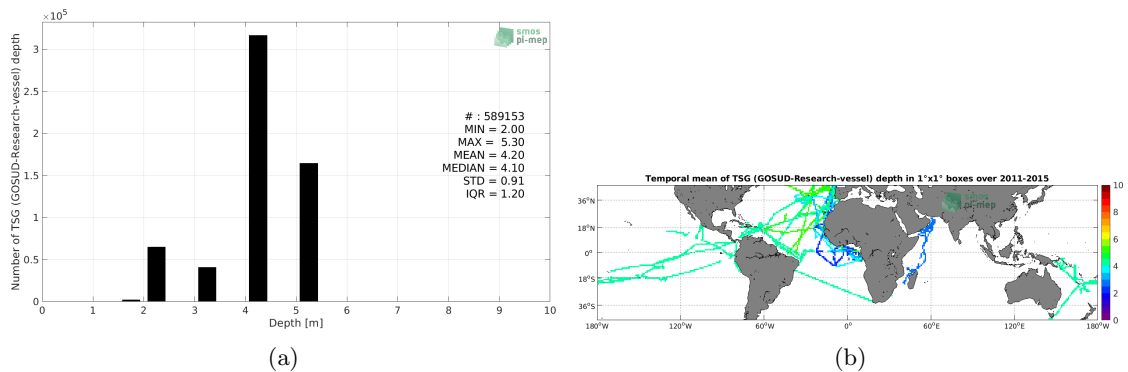 ×10⁵
3
2.5
2
1.5
1
0.5
0
Number of TSG (GOSUD-Research-vessel) depth
0 1 2 3 4 5 6 7 8 9 10
Depth [m]
smos
pi-mep
# : 589153
MIN = 2.00
MAX = 5.30
MEAN = 4.20
MEDIAN = 4.10
STD = 0.91
IQR = 1.20
(a)
Temporal mean of TSG (GOSUD-Research-vessel) depth in 1°x1° boxes over 2011-2015
smos
pi-mep
36°N
18°N
0°
18°S
36°S
180°W 120°W 60°W 0° 60°E 120°E 180°W
10
8
6
4
2
0
(b)